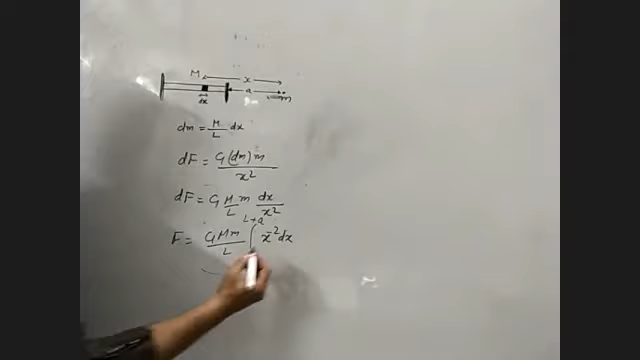 M x
a
dx m
dm = M/L dx
dF = G(dm)m / x²
dF = G M/L m dx/x²
F = GMm/L ∫^{L+a} x⁻² dx